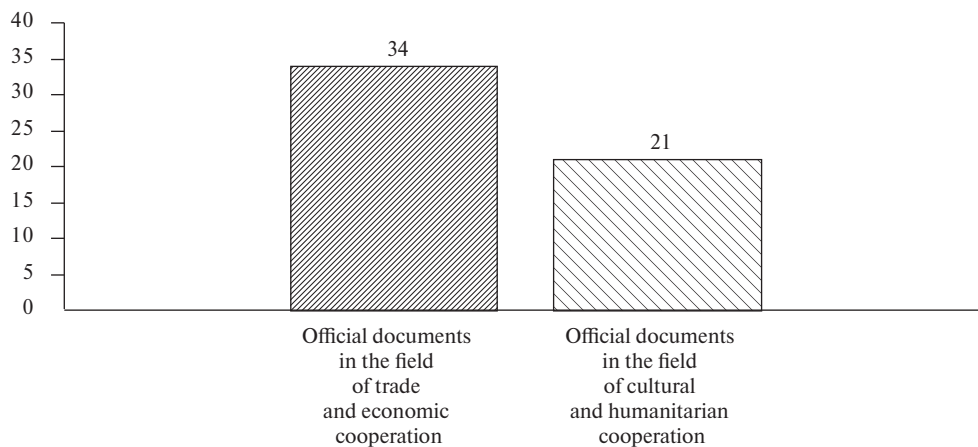 40
35
30
25
20
15
10
5
0
34
21
Official documents
in the field
of trade
and economic
cooperation
Official documents
in the field
of cultural
and humanitarian
cooperation